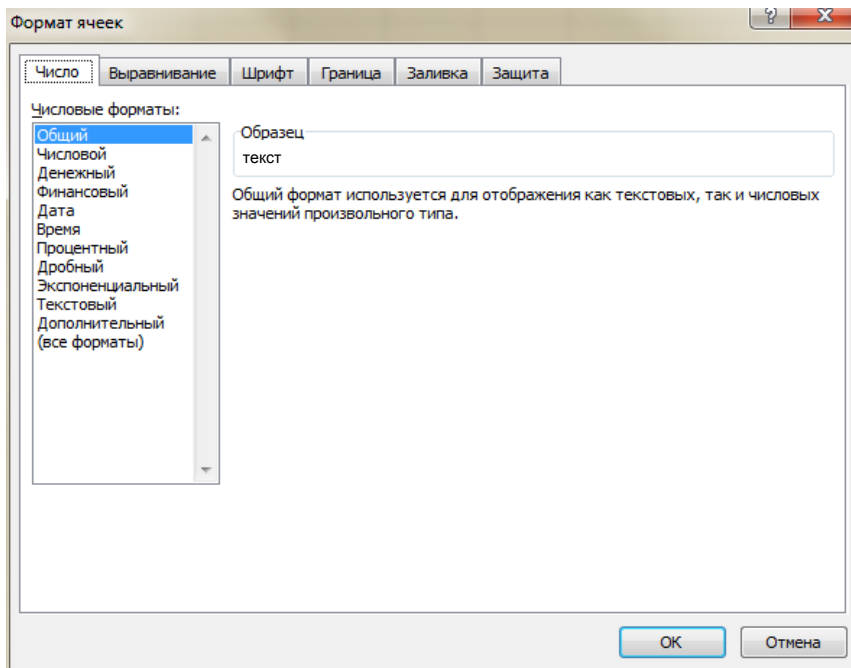 Формат ячеек
Число Выравнивание Шрифт Граница Заливка Защита
Числовые форматы:
Общий
Числовой
Денежный
Финансовый
Дата
Время
Процентный
Дробный
Экспоненциальный
Текстовый
Дополнительный
(все форматы)
Образец
текст
Общий формат используется для отображения как текстовых, так и числовых
значений произвольного типа.
ОК Отмена